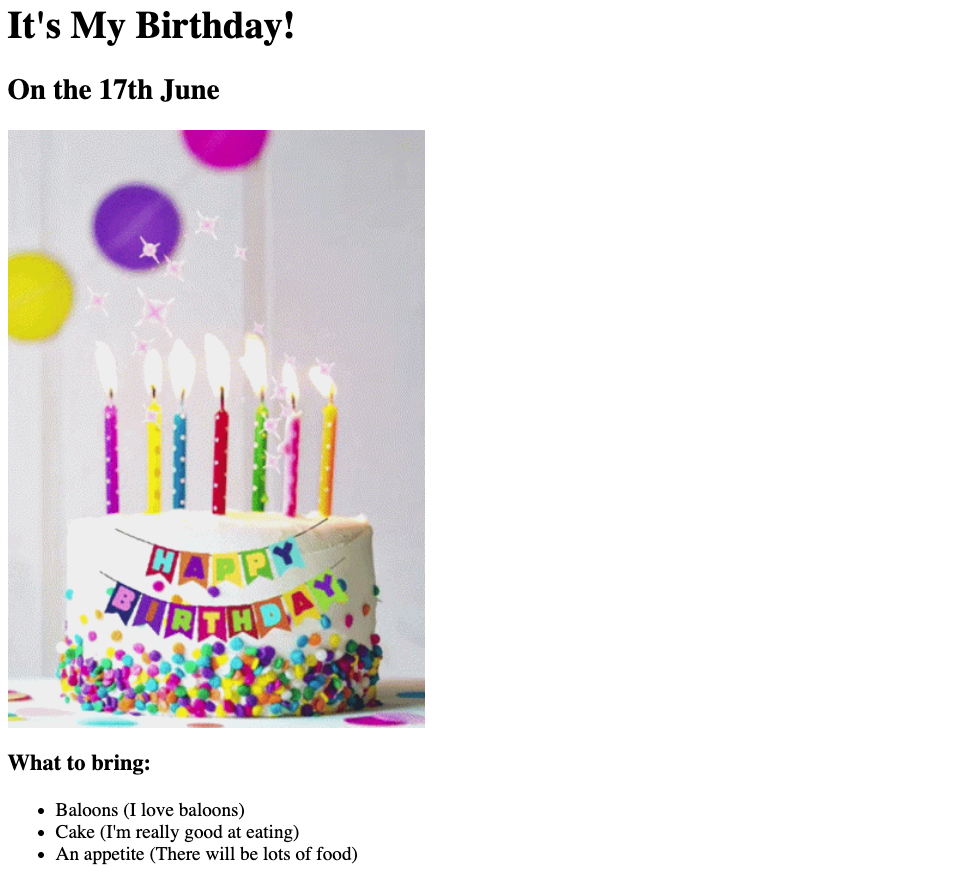 It's My Birthday!
On the 17th June
HAPPY
BIRTHDAY
What to bring:
Baloons (I love baloons)
Cake (I'm really good at eating)
An appetite (There will be lots of food)